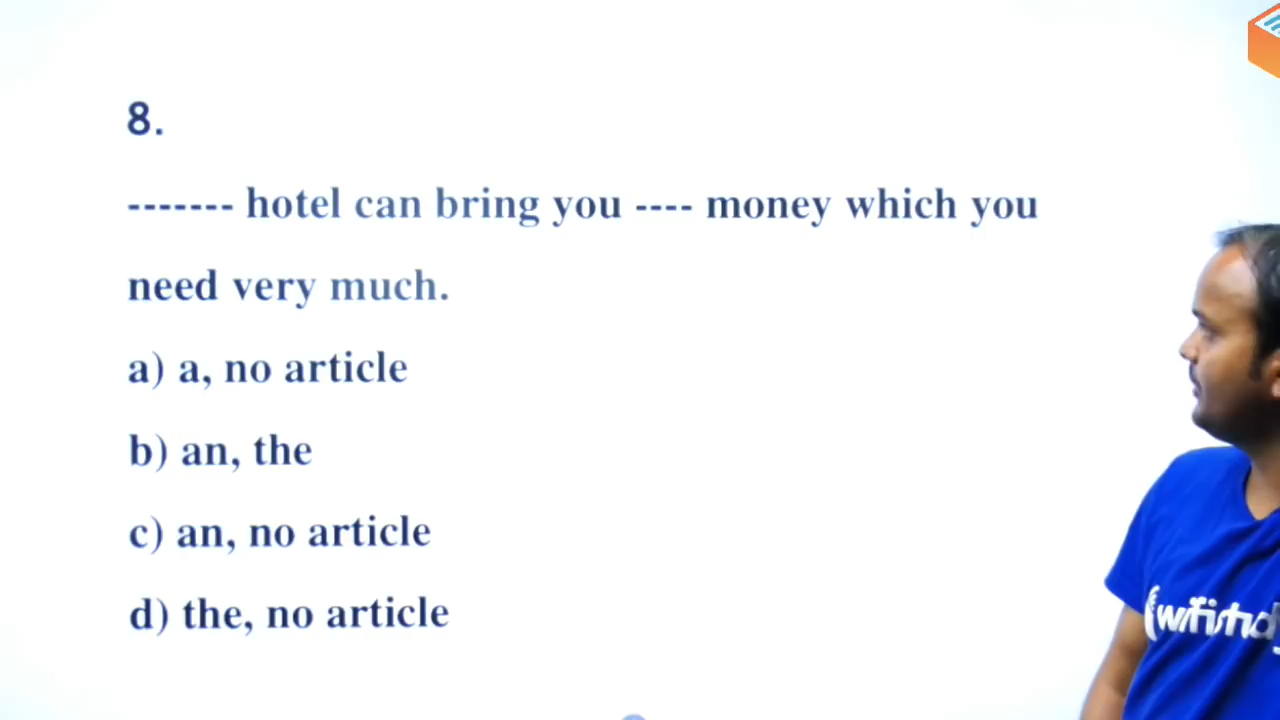 8.
------- hotel can bring you ---- money which you
need very much.
a) a, no article
b) an, the
c) an, no article
d) the, no article
wifistudy